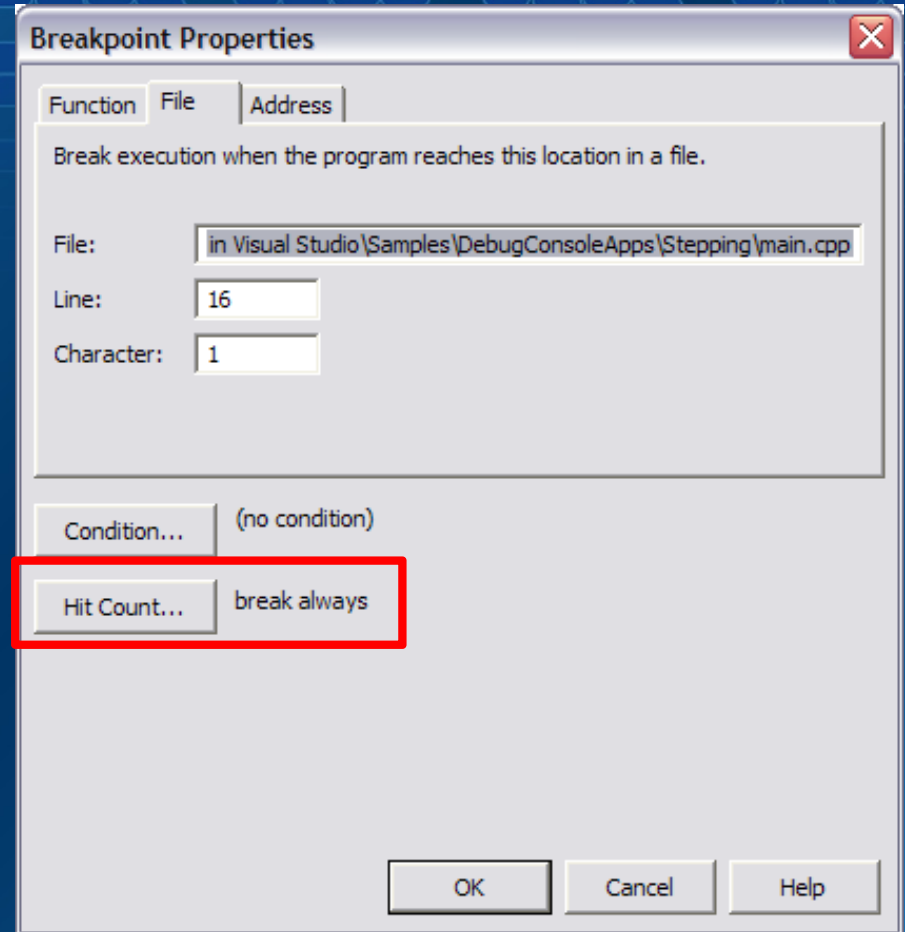 Breakpoint Properties
Function File Address
Break execution when the program reaches this location in a file.
File: in Visual Studio\Samples\DebugConsoleApps\Stepping\main.cpp
Line: 16
Character: 1
Condition... (no condition)
Hit Count... break always
OK Cancel Help